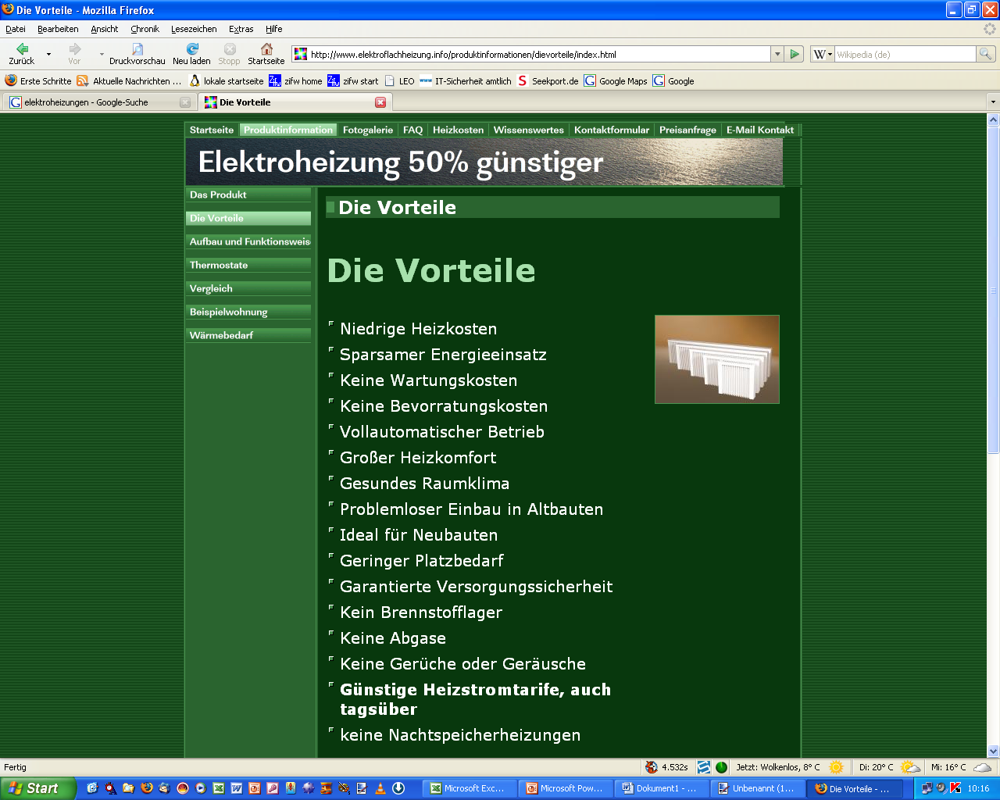 Die Vorteile - Mozilla Firefox
Datei Bearbeiten Ansicht Chronik Lesezeichen Extras Hilfe
Zurück Vor Druckvorschau Neu laden Stopp Startseite http://www.elektroflachheizung.info/produktinformationen/dievorteile/index.html W Wikipedia (de)
Erste Schritte Aktuelle Nachrichten ... lokale startseite zifw home zifw start LEO www IT-Sicherheit amtlich S Seekport.de G Google Maps G Google
G elektroheizungen - Google-Suche Die Vorteile
Startseite Produktinformation Fotogalerie FAQ Heizkosten Wissenswertes Kontaktformular Preisanfrage E-Mail Kontakt
Elektroheizung 50% günstiger
Das Produkt
Die Vorteile
Aufbau und Funktionsweis
Thermostate
Vergleich
Beispielwohnung
Wärmebedarf
Die Vorteile
Die Vorteile
Niedrige Heizkosten
Sparsamer Energieeinsatz
Keine Wartungskosten
Keine Bevorratungskosten
Vollautomatischer Betrieb
Großer Heizkomfort
Gesundes Raumklima
Problemloser Einbau in Altbauten
Ideal für Neubauten
Geringer Platzbedarf
Garantierte Versorgungssicherheit
Kein Brennstofflager
Keine Abgase
Keine Gerüche oder Geräusche
Günstige Heizstromtarife, auch
tagsüber
keine Nachtspeicherheizungen
Fertig 4.532s Jetzt: Wolkenlos, 8° C Di: 20° C Mi: 16° C
Start Microsoft Exc... Microsoft Pow... Dokument1 - ... Unbenannt (1... Die Vorteile - ... 10:16